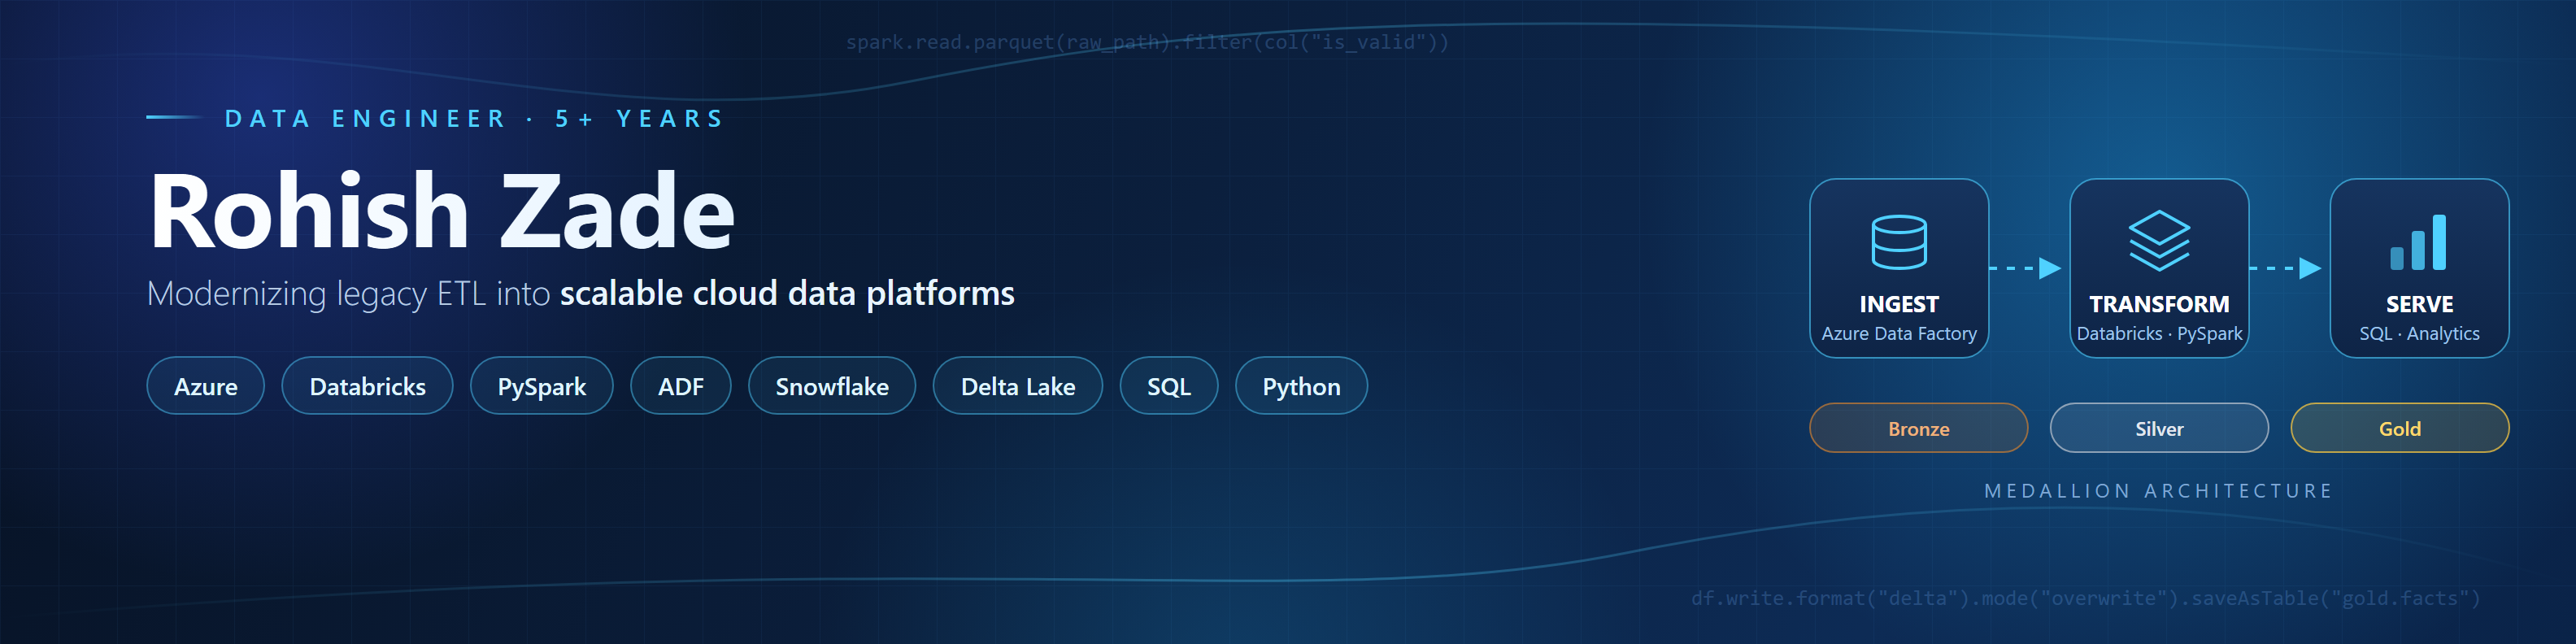 spark.read.parquet(raw_path).filter(col("is_valid"))
DATA ENGINEER · 5+ YEARS
Rohish Zade
Modernizing legacy ETL into scalable cloud data platforms
Azure
Databricks
PySpark
ADF
Snowflake
Delta Lake
SQL
Python
INGEST
Azure Data Factory
TRANSFORM
Databricks · PySpark
SERVE
SQL · Analytics
Bronze
Silver
Gold
MEDALLION ARCHITECTURE
df.write.format("delta").mode("overwrite").saveAsTable("gold.facts")